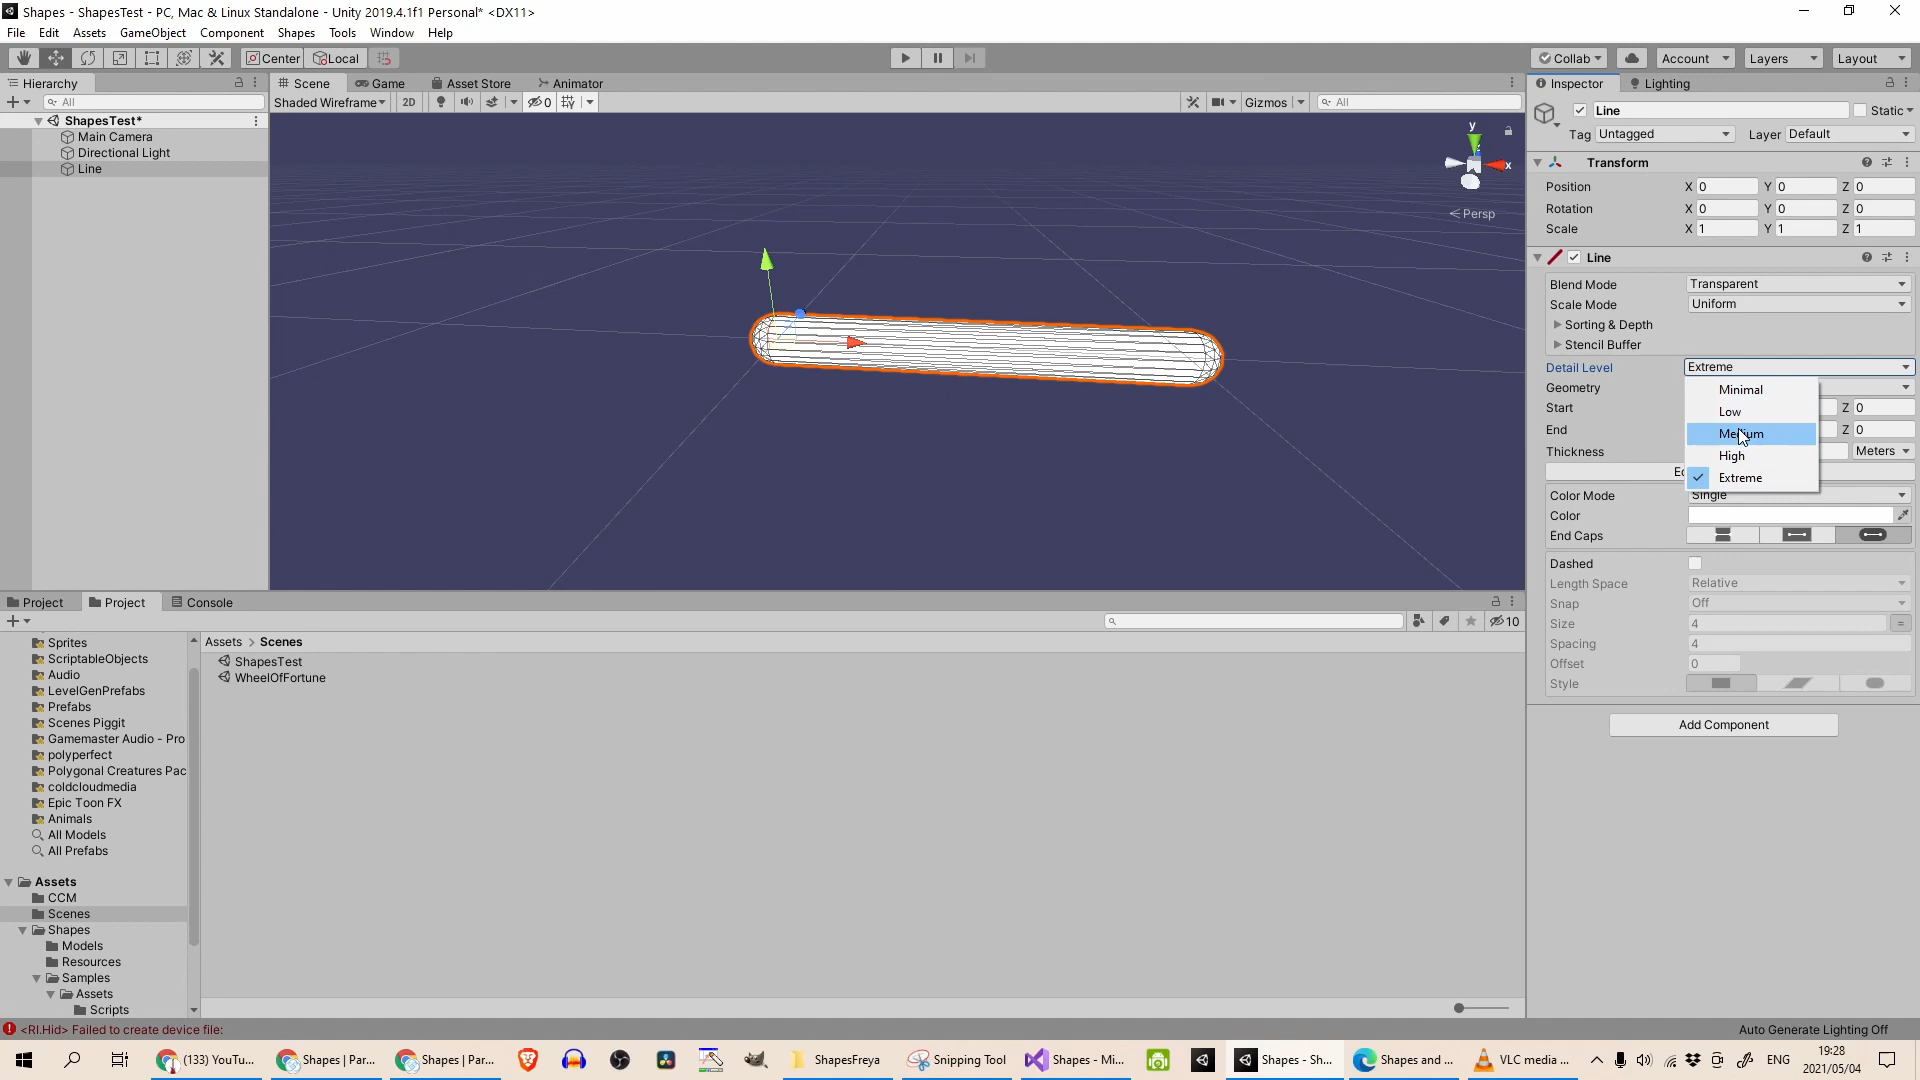 Shapes - ShapesTest - PC, Mac & Linux Standalone - Unity 2019.4.1f1 Personal* <DX11>
File Edit Assets GameObject Component Shapes Tools Window Help
Center Local Collab Account Layers Layout
Hierarchy Scene Game Asset Store Animator Inspector Lighting
All Shaded Wireframe 2D 0 Gizmos All
ShapesTest*
Main Camera
Directional Light
Line
y
x
Persp
Line Static
Tag Untagged Layer Default
Transform
Position X 0 Y 0 Z 0
Rotation X 0 Y 0 Z 0
Scale X 1 Y 1 Z 1
Line
Blend Mode Transparent
Scale Mode Uniform
Sorting & Depth
Stencil Buffer
Detail Level Extreme
Minimal
Low
Medium
High
Extreme
Geometry
Start Z 0
End Z 0
Thickness Meters
Color Mode Single
Color
End Caps
Dashed
Length Space Relative
Snap Off
Size 4 =
Spacing 4
Offset 0
Style
Add Component
Project Project Console
10
Sprites
ScriptableObjects
Audio
LevelGenPrefabs
Prefabs
Scenes Piggit
Gamemaster Audio - Pro
polyperfect
Polygonal Creatures Pac
coldcloudmedia
Epic Toon FX
Animals
All Models
All Prefabs
Assets
CCM
Scenes
Shapes
Models
Resources
Samples
Assets
Scripts
Assets > Scenes
ShapesTest
WheelOfFortune
<RI.Hid> Failed to create device file:
Auto Generate Lighting Off
(133) YouTu... Shapes | Par... Shapes | Par... ShapesFreya Snipping Tool Shapes - Mi... Shapes - Sh... Shapes and ... VLC media ... ENG 19:28
2021/05/04